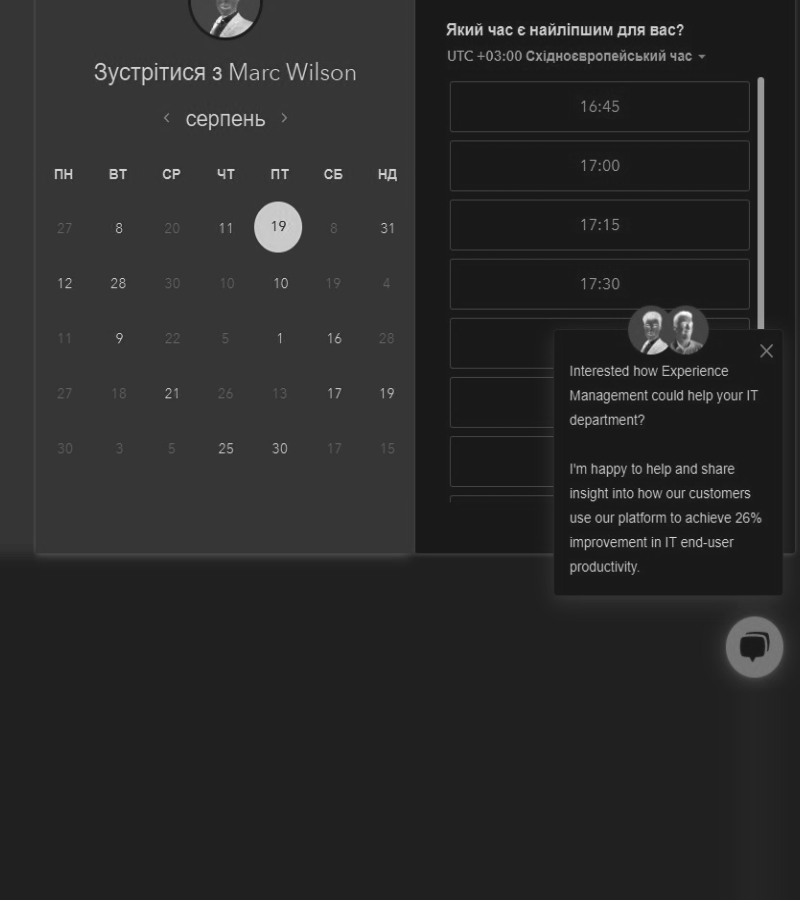 Зустрітися з Marc Wilson
серпень
ПН ВТ СР ЧТ ПТ СБ НД
27 8 20 11 19 8 31
12 28 30 10 10 19 4
11 9 22 5 1 16 28
27 18 21 26 13 17 19
30 3 5 25 30 17 15
Який час є найліпшим для вас?
UTC +03:00 Східноєвропейський час
16:45
17:00
17:15
17:30
Interested how Experience
Management could help your IT
department?
I'm happy to help and share
insight into how our customers
use our platform to achieve 26%
improvement in IT end-user
productivity.